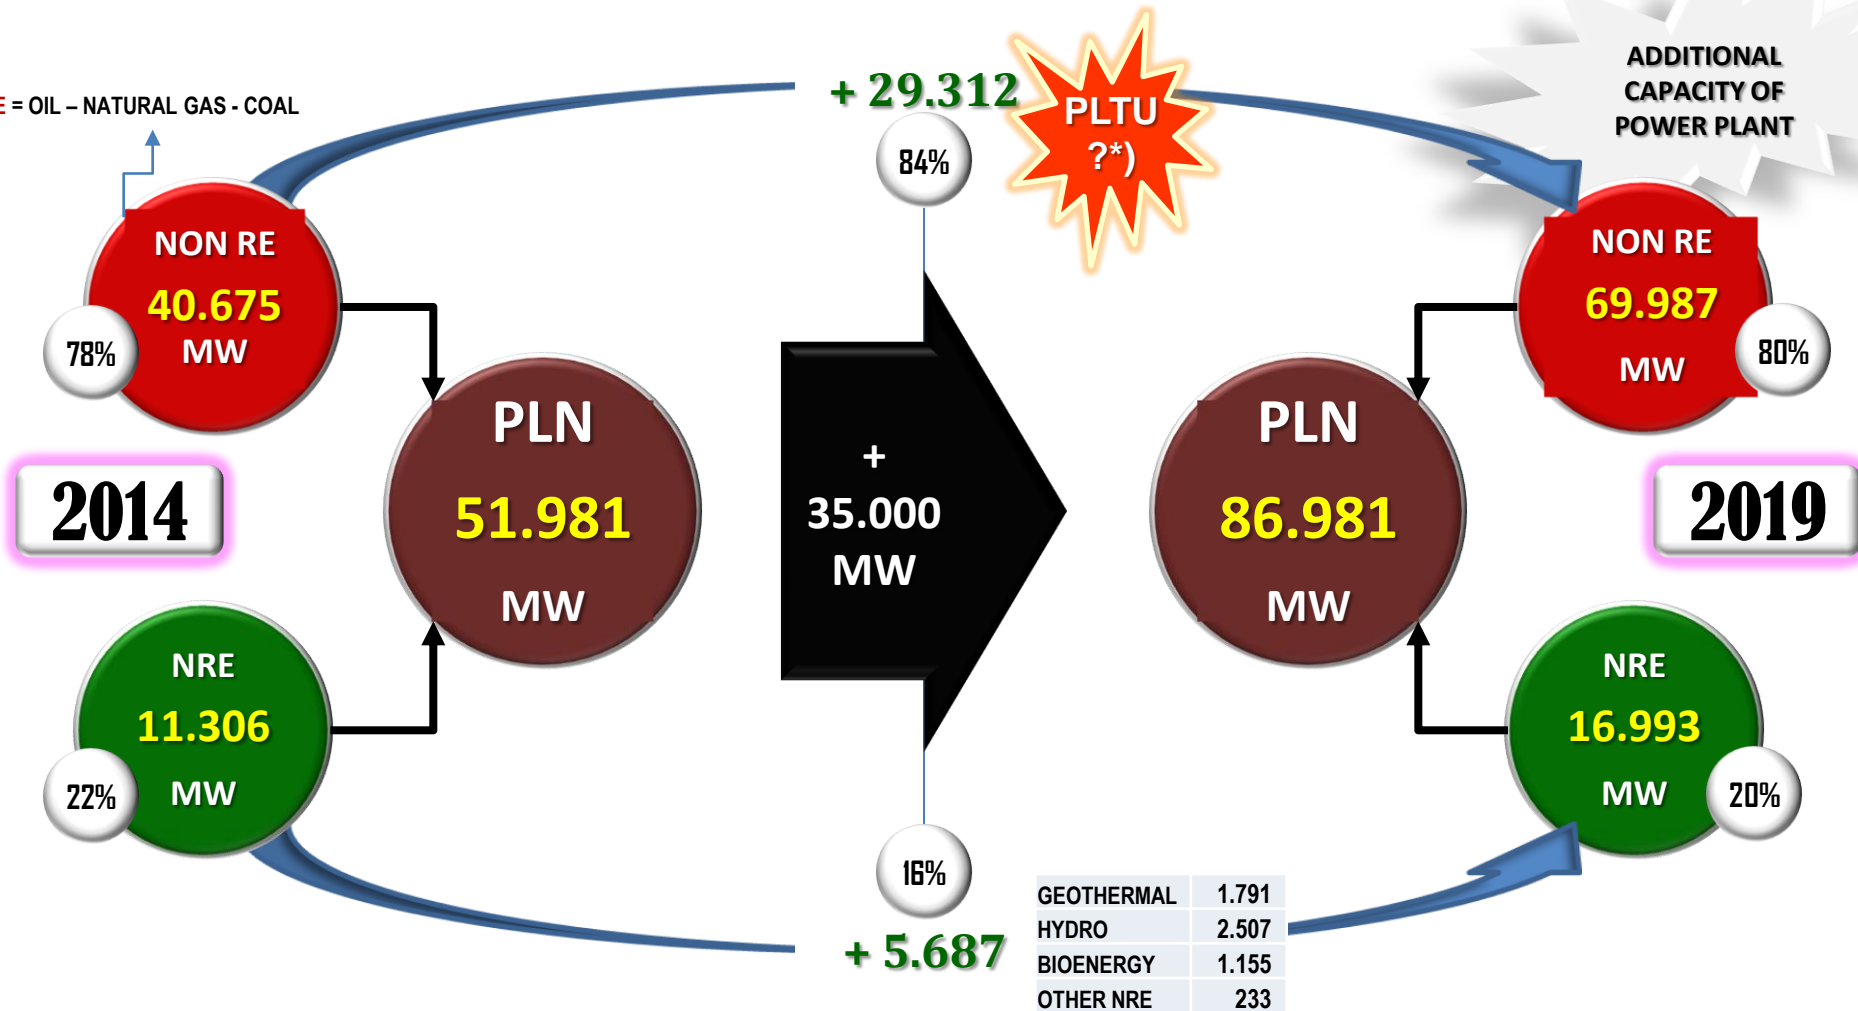 E = OIL – NATURAL GAS - COAL
+ 29.312
84%
PLTU
?*)
ADDITIONAL
CAPACITY OF
POWER PLANT
NON RE
40.675
MW
78%
NON RE
69.987
MW
80%
PLN
51.981
MW
+
35.000
MW
PLN
86.981
MW
2014
2019
NRE
11.306
MW
22%
NRE
16.993
MW
20%
16%
+ 5.687
GEOTHERMAL 1.791
HYDRO 2.507
BIOENERGY 1.155
OTHER NRE 233